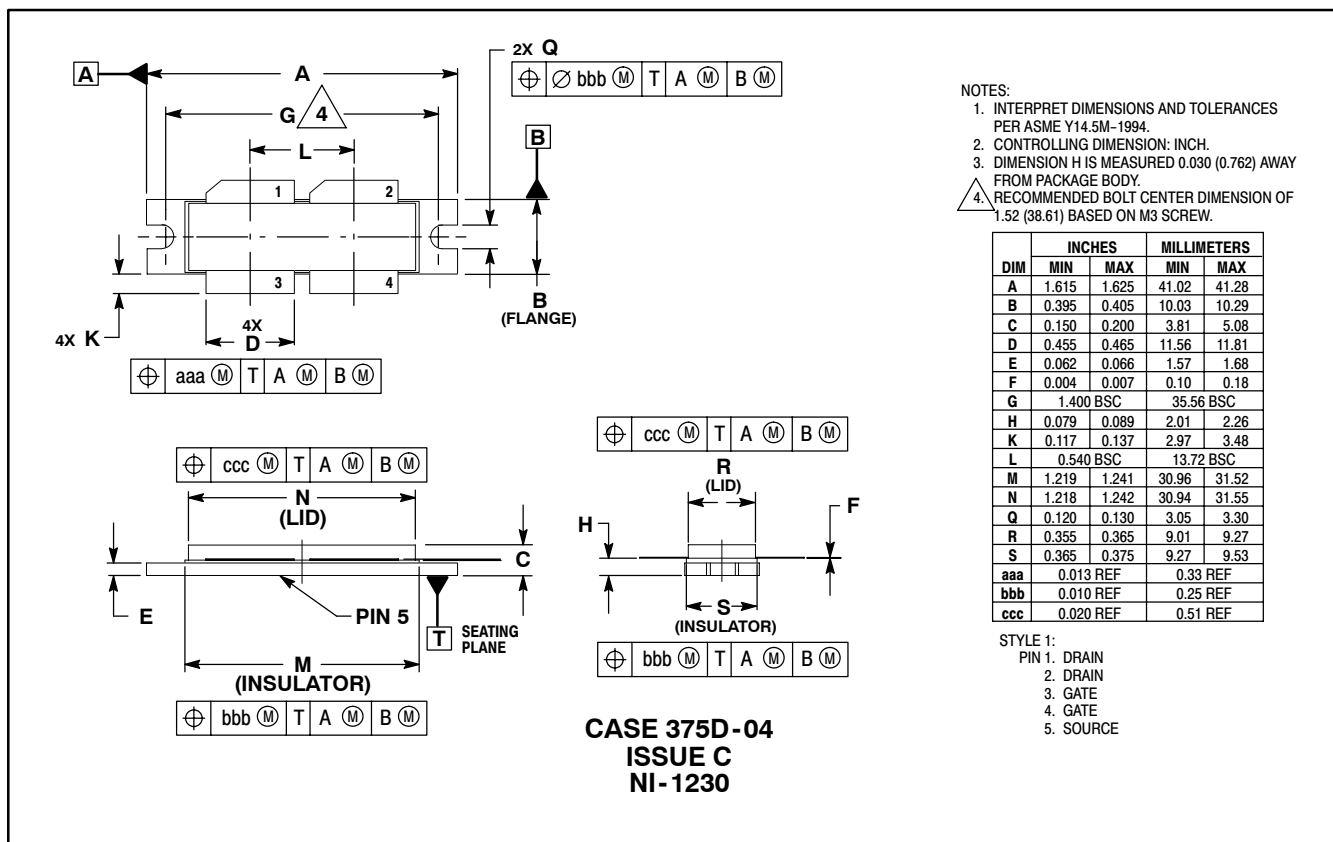 2X Q
⌀ bbb Ⓜ T A Ⓜ B Ⓜ
A
A
G 4
B
L
1 2
3 4
B
(FLANGE)
4X K
4X
D
aaa Ⓜ T A Ⓜ B Ⓜ
ccc Ⓜ T A Ⓜ B Ⓜ
N
(LID)
C
E
PIN 5
T SEATING
PLANE
M
(INSULATOR)
bbb Ⓜ T A Ⓜ B Ⓜ
ccc Ⓜ T A Ⓜ B Ⓜ
R
(LID)
F
H
S
(INSULATOR)
bbb Ⓜ T A Ⓜ B Ⓜ
CASE 375D-04
ISSUE C
NI-1230
NOTES:
1. INTERPRET DIMENSIONS AND TOLERANCES
PER ASME Y14.5M-1994.
2. CONTROLLING DIMENSION: INCH.
3. DIMENSION H IS MEASURED 0.030 (0.762) AWAY
FROM PACKAGE BODY.
4. RECOMMENDED BOLT CENTER DIMENSION OF
1.52 (38.61) BASED ON M3 SCREW.
INCHES MILLIMETERS
DIM MIN MAX MIN MAX
A 1.615 1.625 41.02 41.28
B 0.395 0.405 10.03 10.29
C 0.150 0.200 3.81 5.08
D 0.455 0.465 11.56 11.81
E 0.062 0.066 1.57 1.68
F 0.004 0.007 0.10 0.18
G 1.400 BSC 35.56 BSC
H 0.079 0.089 2.01 2.26
K 0.117 0.137 2.97 3.48
L 0.540 BSC 13.72 BSC
M 1.219 1.241 30.96 31.52
N 1.218 1.242 30.94 31.55
Q 0.120 0.130 3.05 3.30
R 0.355 0.365 9.01 9.27
S 0.365 0.375 9.27 9.53
aaa 0.013 REF 0.33 REF
bbb 0.010 REF 0.25 REF
ccc 0.020 REF 0.51 REF
STYLE 1:
PIN 1. DRAIN
2. DRAIN
3. GATE
4. GATE
5. SOURCE